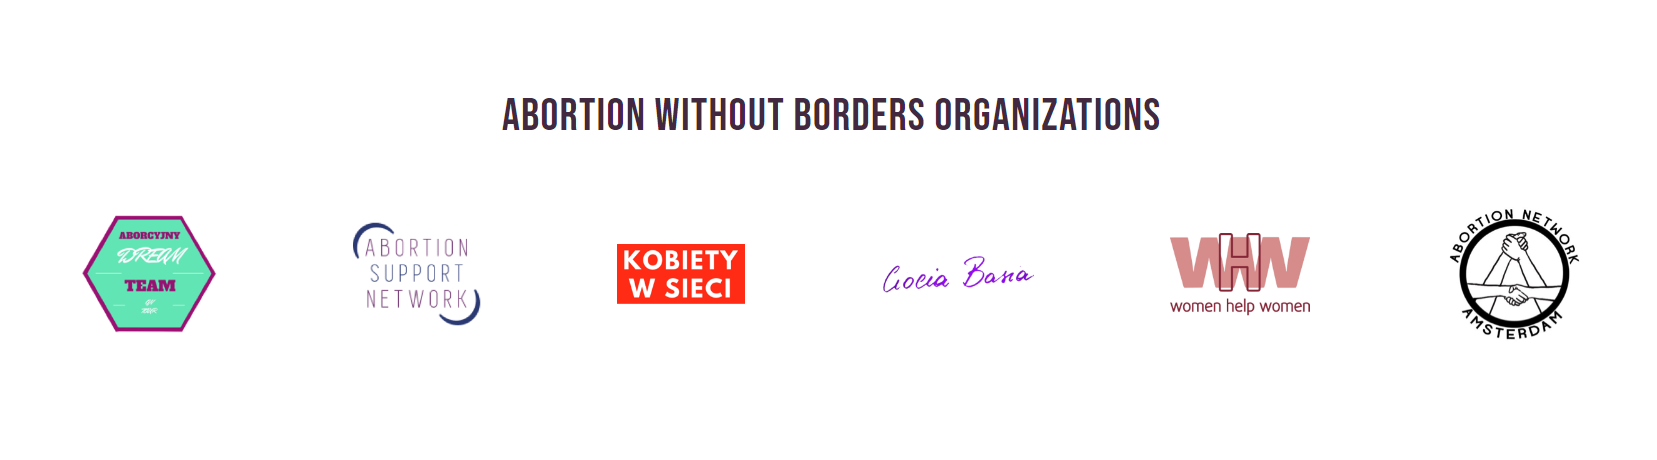 ABORTION WITHOUT BORDERS ORGANIZATIONS
ABORCYJNY
DREAM
TEAM
ABORTION
SUPPORT
NETWORK
KOBIETY
W SIECI
Ciocia Basia
WHW
women help women
ABORTION NETWORK
AMSTERDAM